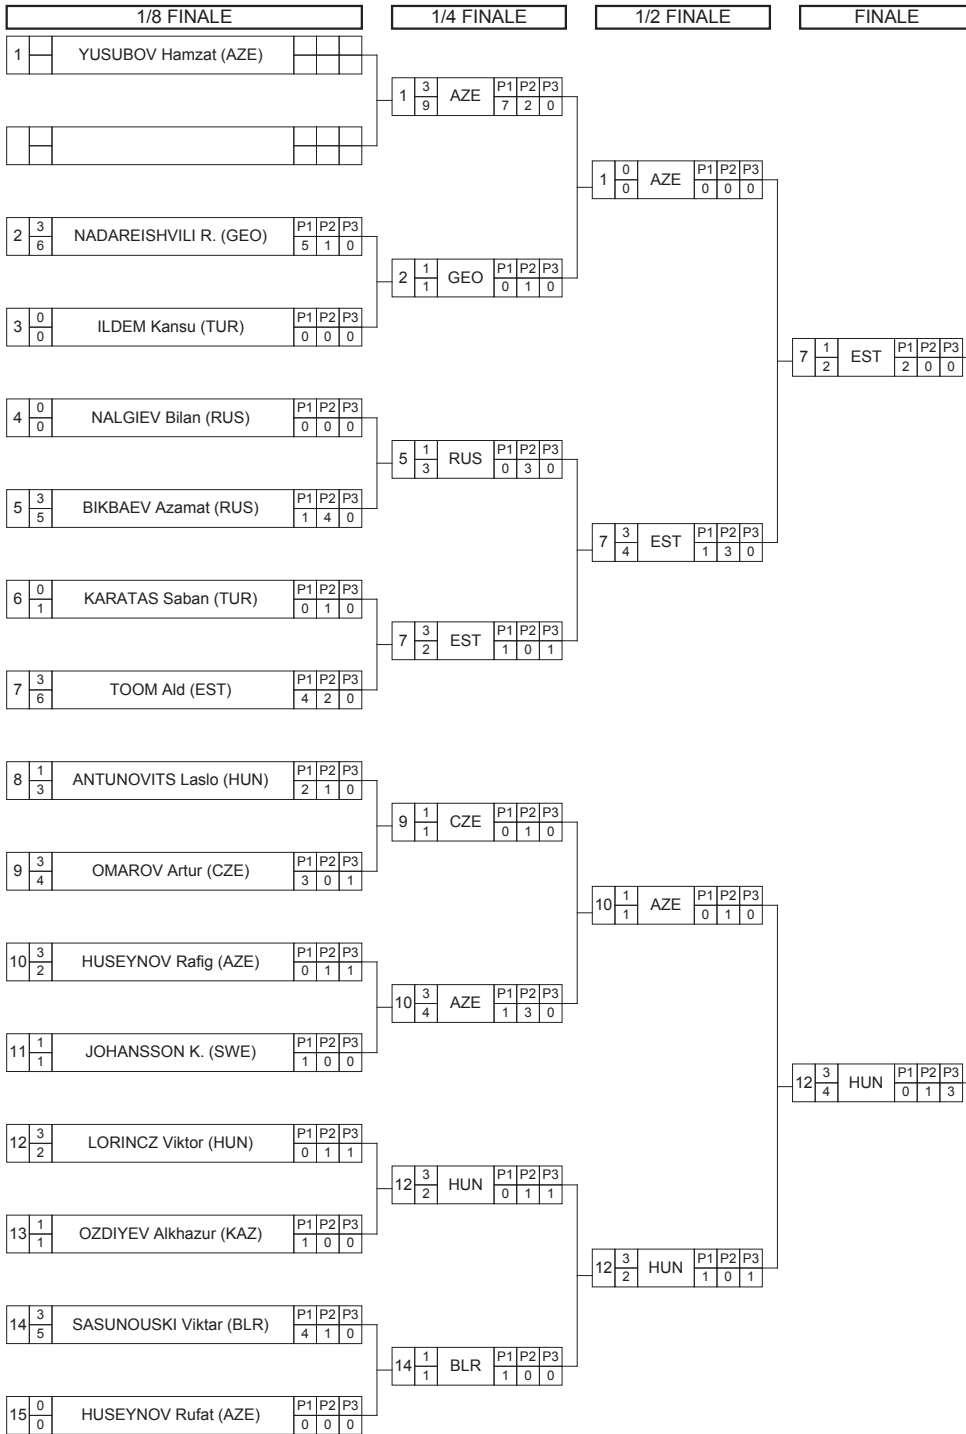 1/8 FINALE 1/4 FINALE 1/2 FINALE FINALE
1 YUSUBOV Hamzat (AZE)
1 3 AZE P1 P2 P3
9 7 2 0
1 0 AZE P1 P2 P3
0 0 0 0
2 3 NADAREISHVILI R. (GEO) P1 P2 P3
6 5 1 0
2 1 GEO P1 P2 P3
1 0 1 0
3 0 ILDEM Kansu (TUR) P1 P2 P3
0 0 0 0
7 1 EST P1 P2 P3
2 2 0 0
4 0 NALGIEV Bilan (RUS) P1 P2 P3
0 0 0 0
5 1 RUS P1 P2 P3
3 0 3 0
5 3 BIKBAEV Azamat (RUS) P1 P2 P3
5 1 4 0
7 3 EST P1 P2 P3
4 1 3 0
6 0 KARATAS Saban (TUR) P1 P2 P3
1 0 1 0
7 3 EST P1 P2 P3
2 1 0 1
7 3 TOOM Ald (EST) P1 P2 P3
6 4 2 0
8 1 ANTUNOVITS Laslo (HUN) P1 P2 P3
3 2 1 0
9 1 CZE P1 P2 P3
1 0 1 0
9 3 OMAROV Artur (CZE) P1 P2 P3
4 3 0 1
10 1 AZE P1 P2 P3
1 0 1 0
10 3 HUSEYNOV Rafig (AZE) P1 P2 P3
2 0 1 1
10 3 AZE P1 P2 P3
4 1 3 0
11 1 JOHANSSON K. (SWE) P1 P2 P3
1 1 0 0
12 3 HUN P1 P2 P3
4 0 1 3
12 3 LORINCZ Viktor (HUN) P1 P2 P3
2 0 1 1
12 3 HUN P1 P2 P3
2 0 1 1
13 1 OZDIYEV Alkhazur (KAZ) P1 P2 P3
1 1 0 0
12 3 HUN P1 P2 P3
2 1 0 1
14 3 SASUNOUSKI Viktar (BLR) P1 P2 P3
5 4 1 0
14 1 BLR P1 P2 P3
1 1 0 0
15 0 HUSEYNOV Rufat (AZE) P1 P2 P3
0 0 0 0